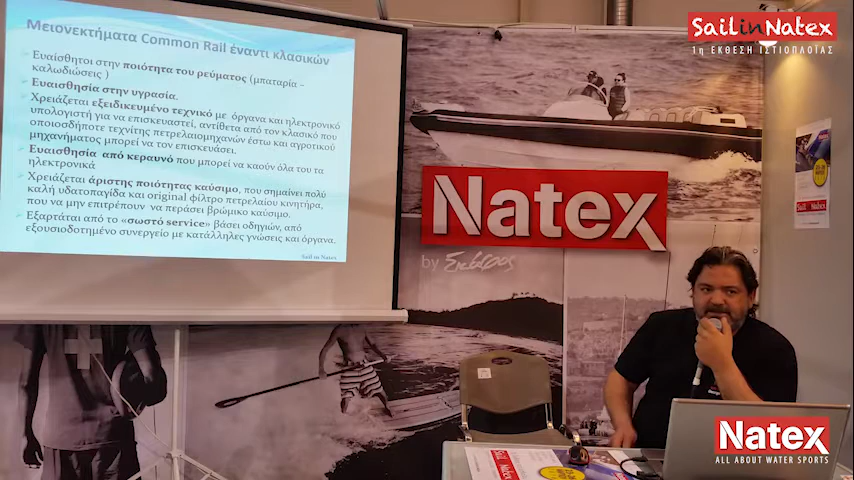 Μειονεκτήματα Common Rail έναντι κλασικών
Ευαίσθητοι στην ποιότητα του ρεύματος (μπαταρία –
καλωδιώσεις )
Ευαισθησία στην υγρασία.
Χρειάζεται εξειδικευμένο τεχνικό με όργανα και ηλεκτρονικό
υπολογιστή για να επισκευαστεί, αντίθετα από τον κλασικό που
οποιοσδήποτε τεχνίτης πετρελαιομηχανών έστω και αγροτικού
μηχανήματος μπορεί να τον επισκευάσει.
Ευαισθησία από κεραυνό που μπορεί να καούν όλα του τα
ηλεκτρονικά
Χρειάζεται άριστης ποιότητας καύσιμο, που σημαίνει πολύ
καλή υδατοπαγίδα και original φίλτρο πετρελαίου κινητήρα,
που να μην επιτρέπουν να περάσει βρώμικο καύσιμο.
Εξαρτάται από το «σωστό service» βάσει οδηγιών, από
εξουσιοδοτημένο συνεργείο με κατάλληλες γνώσεις και όργανα.
Sail in Natex
SailinNatex
1η ΕΚΘΕΣΗ ΙΣΤΙΟΠΛΟΪΑΣ
Natex
by Σκάφος
SailinNatex
Natex
ALL ABOUT WATER SPORTS